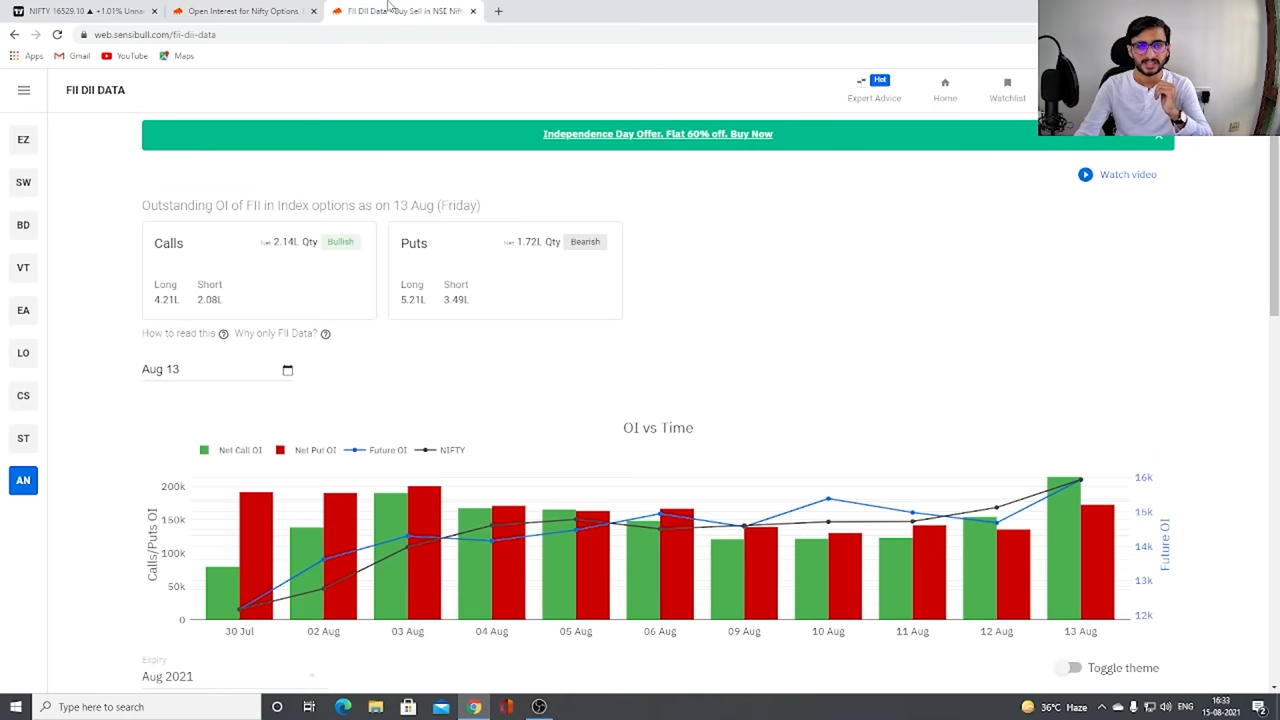 NIFTY 16529.10 ▲ +1.01% Unna
Open Interest for Nifty Options.
FII DII Data - Buy Sell in NSE Nift
web.sensibull.com/fii-dii-data
Apps Gmail YouTube Maps
FII DII DATA
Hot
Expert Advice Home Watchlist
Independence Day Offer. Flat 60% off. Buy Now
Watch video
EZ
SW
BD
VT
EA
LO
CS
ST
AN
Outstanding OI of FII in Index options as on 13 Aug (Friday)
Calls Net 2.14L Qty Bullish
Long Short
4.21L 2.08L
Puts Net 1.72L Qty Bearish
Long Short
5.21L 3.49L
How to read this Why only FII Data?
Aug 13
OI vs Time
Net Call OI Net Put OI Future OI NIFTY
Calls/Puts OI
200k
150k
100k
50k
0
16k
15k
14k
13k
12k
Future OI
30 Jul 02 Aug 03 Aug 04 Aug 05 Aug 06 Aug 09 Aug 10 Aug 11 Aug 12 Aug 13 Aug
Expiry
Aug 2021
Toggle theme
Type here to search
36°C Haze
ENG
16:33
15-08-2021
2